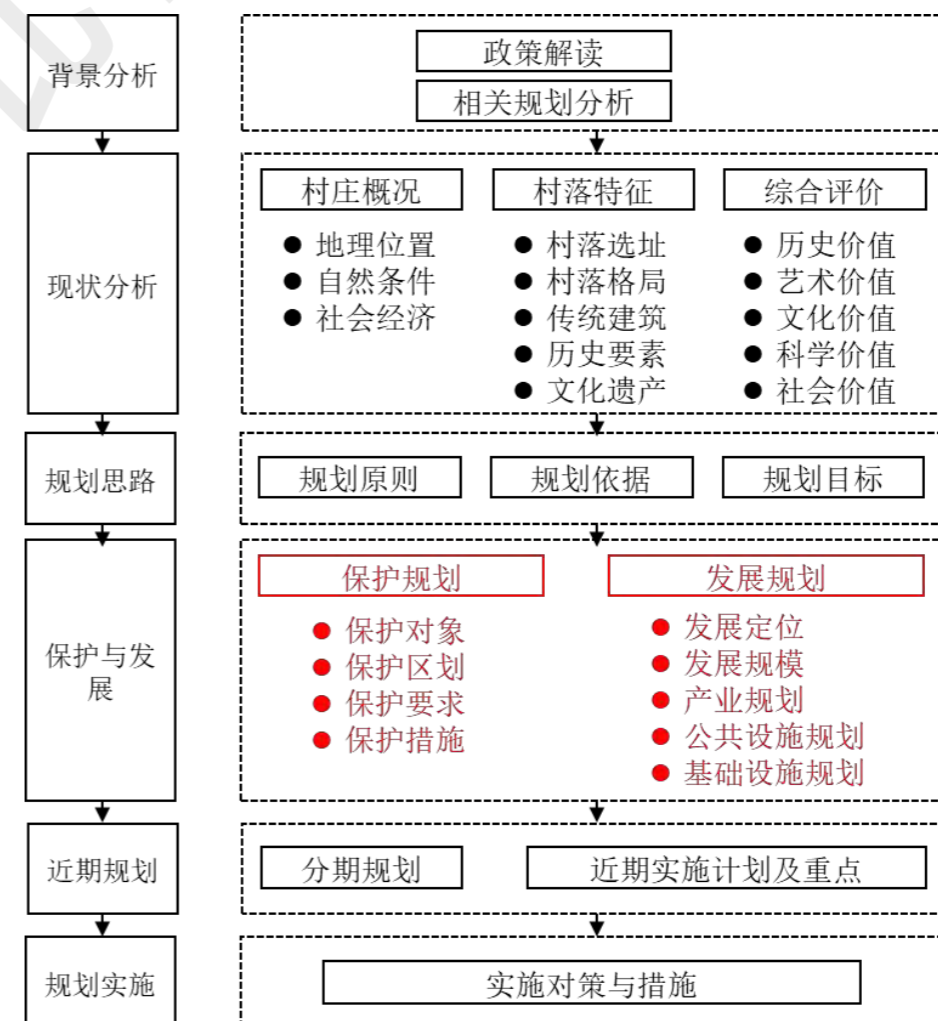 背景分析
政策解读
相关规划分析
现状分析
村庄概况
● 地理位置
● 自然条件
● 社会经济
村落特征
● 村落选址
● 村落格局
● 传统建筑
● 历史要素
● 文化遗产
综合评价
● 历史价值
● 艺术价值
● 文化价值
● 科学价值
● 社会价值
规划思路
规划原则
规划依据
规划目标
保护与发
展
保护规划
● 保护对象
● 保护区划
● 保护要求
● 保护措施
发展规划
● 发展定位
● 发展规模
● 产业规划
● 公共设施规划
● 基础设施规划
近期规划
分期规划
近期实施计划及重点
规划实施
实施对策与措施